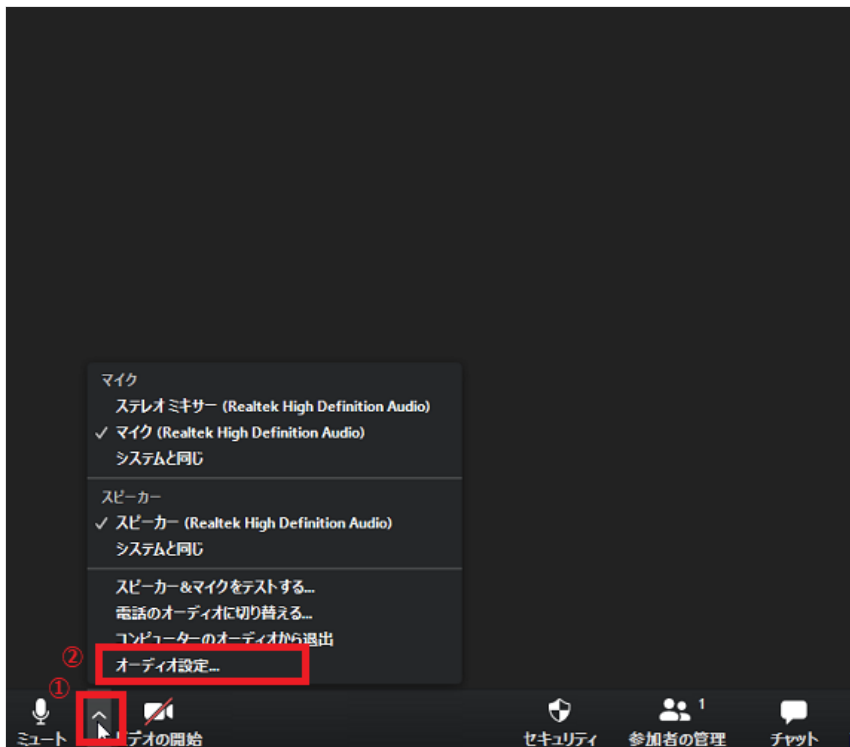 マイク
ステレオ ミキサー (Realtek High Definition Audio)
✓ マイク (Realtek High Definition Audio)
システムと同じ
スピーカー
✓ スピーカー (Realtek High Definition Audio)
システムと同じ
スピーカー&マイクをテストする...
電話のオーディオに切り替える...
コンピューターのオーディオから退出
② オーディオ設定...
①
1
ミュート
ビデオの開始
セキュリティ
参加者の管理
チャット